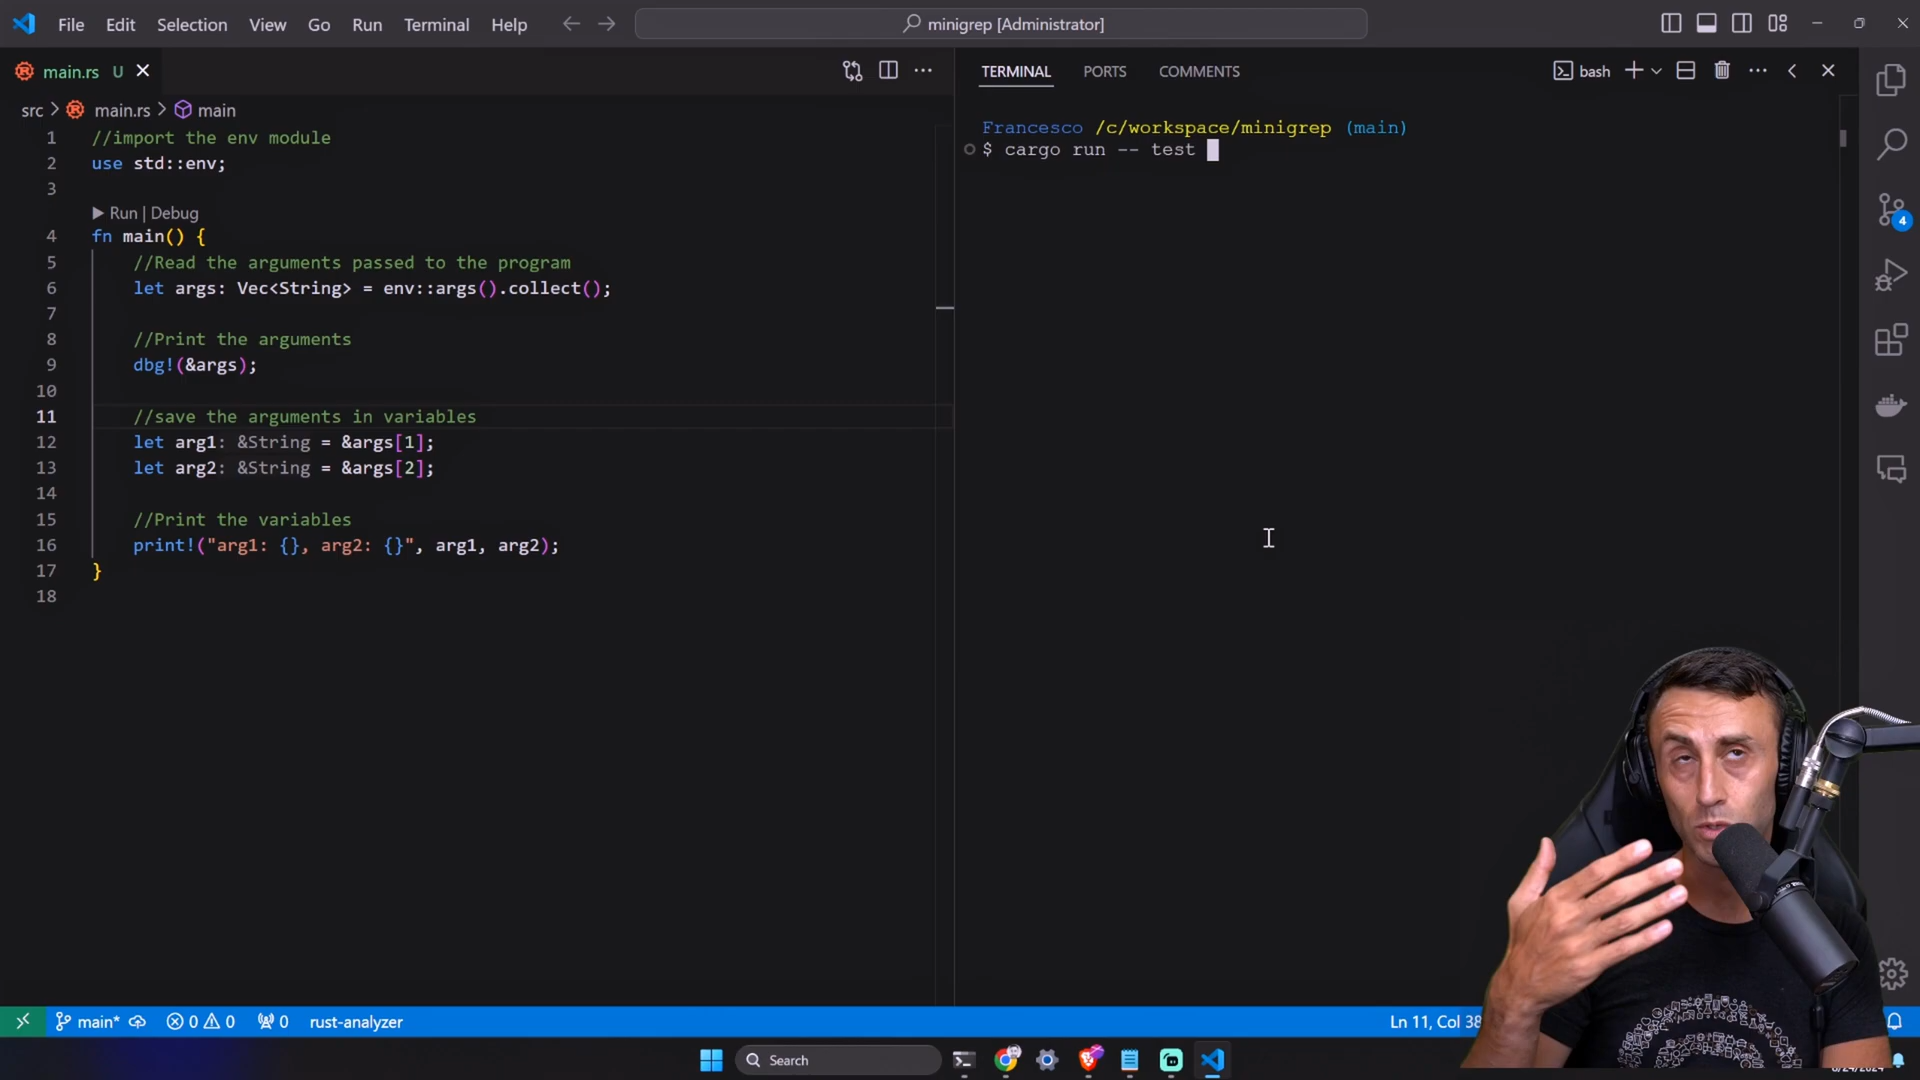 File Edit Selection View Go Run Terminal Help
minigrep [Administrator]
main.rs U
src > main.rs > main
1 //import the env module
2 use std::env;
3
Run | Debug
4 fn main() {
5 //Read the arguments passed to the program
6 let args: Vec<String> = env::args().collect();
7
8 //Print the arguments
9 dbg!(&args);
10
11 //save the arguments in variables
12 let arg1: &String = &args[1];
13 let arg2: &String = &args[2];
14
15 //Print the variables
16 print!("arg1: {}, arg2: {}", arg1, arg2);
17 }
18
TERMINAL PORTS COMMENTS
bash
Francesco /c/workspace/minigrep (main)
$ cargo run -- test
4
main* 0 0 0 rust-analyzer
Ln 11, Col 38
Search